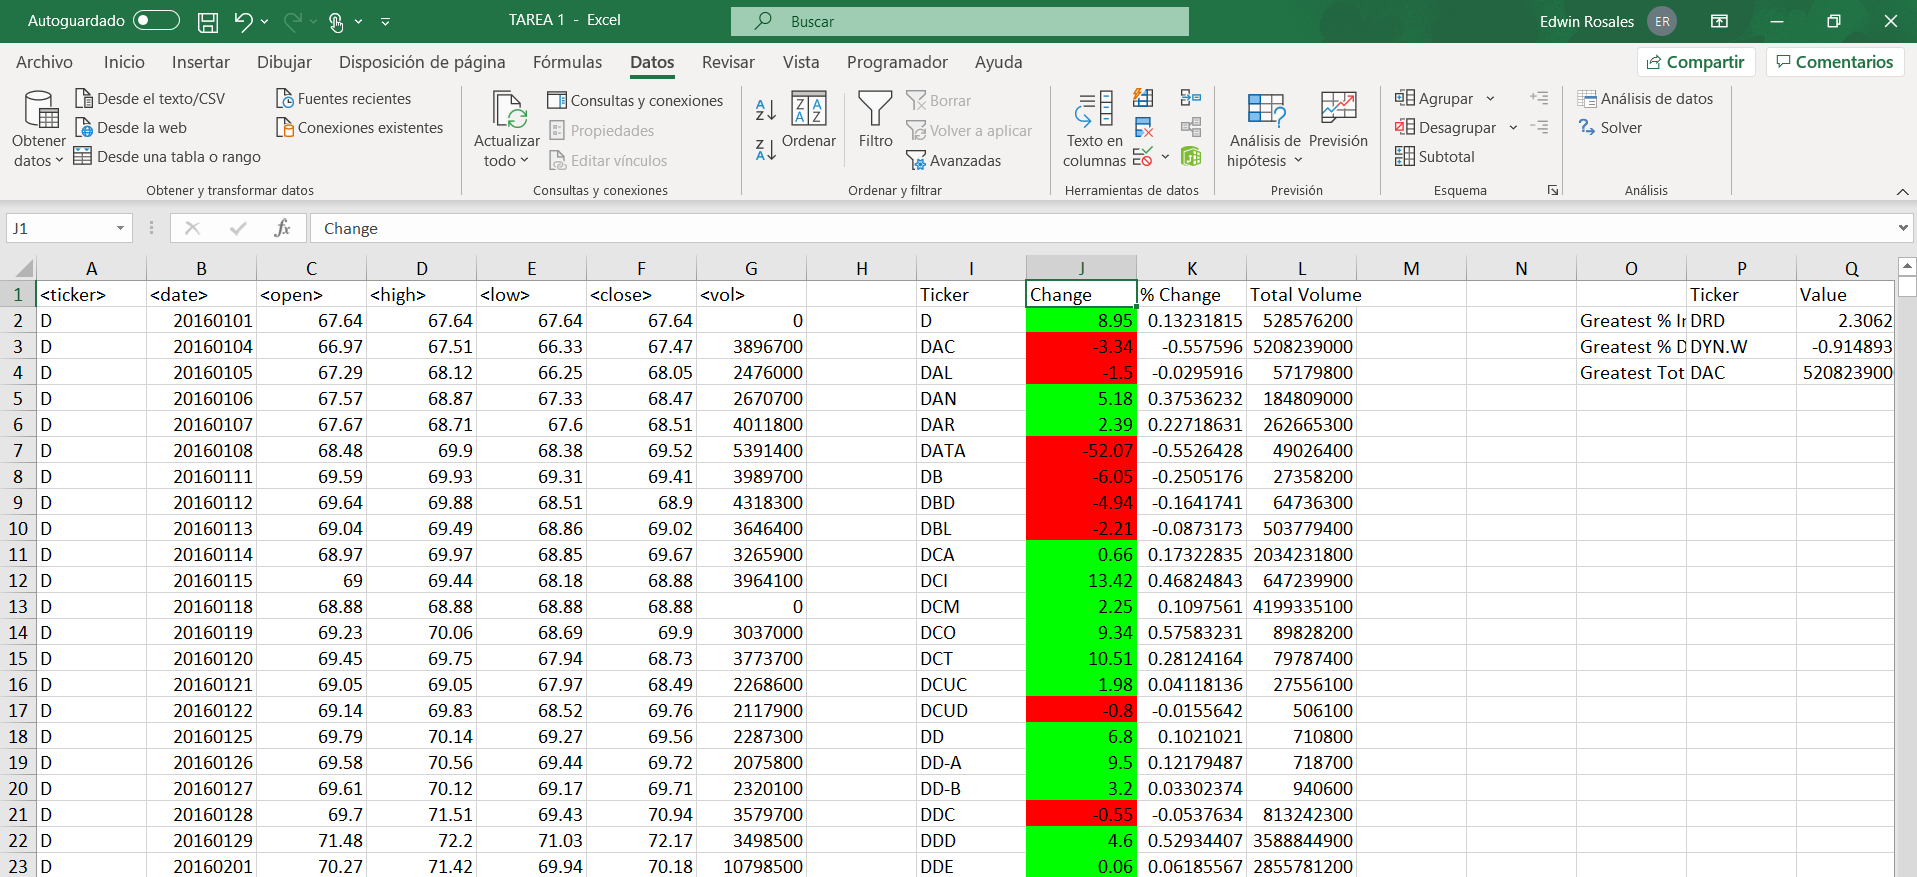 Autoguardado TAREA 1 - Excel Buscar Edwin Rosales ER
Archivo Inicio Insertar Dibujar Disposición de página Fórmulas Datos Revisar Vista Programador Ayuda Compartir Comentarios
Obtener datos
Desde el texto/CSV
Desde la web
Desde una tabla o rango
Fuentes recientes
Conexiones existentes
Obtener y transformar datos
Actualizar todo
Consultas y conexiones
Propiedades
Editar vínculos
Consultas y conexiones
Ordenar
Filtro
Borrar
Volver a aplicar
Avanzadas
Ordenar y filtrar
Texto en columnas
Herramientas de datos
Análisis de hipótesis
Previsión
Previsión
Agrupar
Desagrupar
Subtotal
Esquema
Análisis de datos
Solver
Análisis
J1 fx Change
A B C D E F G H I J K L M N O P Q
1 <ticker> <date> <open> <high> <low> <close> <vol> Ticker Change % Change Total Volume Ticker Value
2 D 20160101 67.64 67.64 67.64 67.64 0 D 8.95 0.13231815 528576200 Greatest % I DRD 2.3062
3 D 20160104 66.97 67.51 66.33 67.47 3896700 DAC -3.34 -0.557596 5208239000 Greatest % D DYN.W -0.914893
4 D 20160105 67.29 68.12 66.25 68.05 2476000 DAL -1.5 -0.0295916 57179800 Greatest Tot DAC 520823900
5 D 20160106 67.57 68.87 67.33 68.47 2670700 DAN 5.18 0.37536232 184809000
6 D 20160107 67.67 68.71 67.6 68.51 4011800 DAR 2.39 0.22718631 262665300
7 D 20160108 68.48 69.9 68.38 69.52 5391400 DATA -52.07 -0.5526428 49026400
8 D 20160111 69.59 69.93 69.31 69.41 3989700 DB -6.05 -0.2505176 27358200
9 D 20160112 69.64 69.88 68.51 68.9 4318300 DBD -4.94 -0.1641741 64736300
10 D 20160113 69.04 69.49 68.86 69.02 3646400 DBL -2.21 -0.0873173 503779400
11 D 20160114 68.97 69.97 68.85 69.67 3265900 DCA 0.66 0.17322835 2034231800
12 D 20160115 69 69.44 68.18 68.88 3964100 DCI 13.42 0.46824843 647239900
13 D 20160118 68.88 68.88 68.88 68.88 0 DCM 2.25 0.1097561 4199335100
14 D 20160119 69.23 70.06 68.69 69.9 3037000 DCO 9.34 0.57583231 89828200
15 D 20160120 69.45 69.75 67.94 68.73 3773700 DCT 10.51 0.28124164 79787400
16 D 20160121 69.05 69.05 67.97 68.49 2268600 DCUC 1.98 0.04118136 27556100
17 D 20160122 69.14 69.83 68.52 69.76 2117900 DCUD -0.8 -0.0155642 506100
18 D 20160125 69.79 70.14 69.27 69.56 2287300 DD 6.8 0.1021021 710800
19 D 20160126 69.58 70.56 69.44 69.72 2075800 DD-A 9.5 0.12179487 718700
20 D 20160127 69.61 70.12 69.17 69.71 2320100 DD-B 3.2 0.03302374 940600
21 D 20160128 69.7 71.51 69.43 70.94 3579700 DDC -0.55 -0.0537634 813242300
22 D 20160129 71.48 72.2 71.03 72.17 3498500 DDD 4.6 0.52934407 3588844900
23 D 20160201 70.27 71.42 69.94 70.18 10798500 DDE 0.06 0.06185567 2855781200